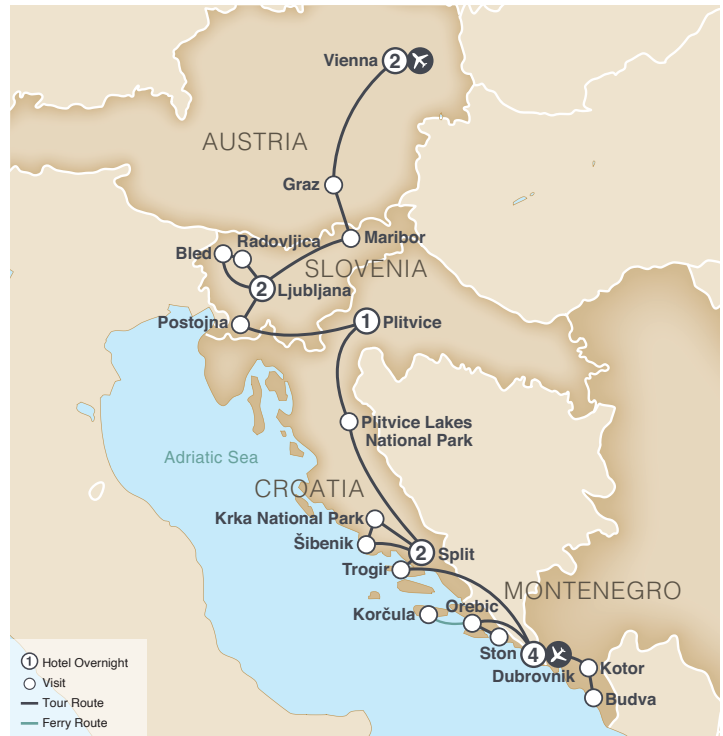 Vienna 2
AUSTRIA
Graz
Maribor
Radovljica
Bled
SLOVENIA
2 Ljubljana
Postojna
1 Plitvice
Plitvice Lakes
National Park
Adriatic Sea
CROATIA
Krka National Park
Šibenik
2 Split
Trogir
MONTENEGRO
Korčula
Orebic
Ston
4
Dubrovnik
Kotor
Budva
1 Hotel Overnight
Visit
Tour Route
Ferry Route